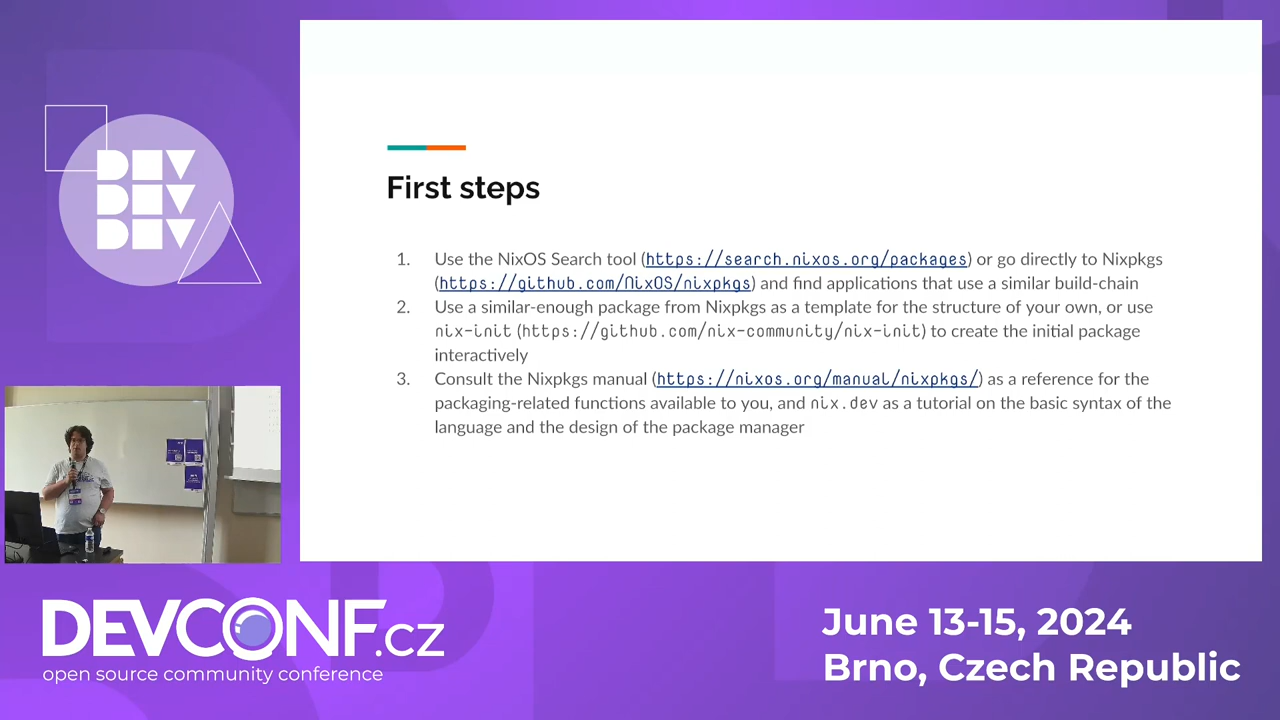 DEV
DEV
DEV
First steps
1. Use the NixOS Search tool (https://search.nixos.org/packages) or go directly to Nixpkgs
(https://github.com/NixOS/nixpkgs) and find applications that use a similar build-chain
2. Use a similar-enough package from Nixpkgs as a template for the structure of your own, or use
nix-init (https://github.com/nix-community/nix-init) to create the initial package
interactively
3. Consult the Nixpkgs manual (https://nixos.org/manual/nixpkgs/) as a reference for the
packaging-related functions available to you, and nix.dev as a tutorial on the basic syntax of the
language and the design of the package manager
DEVCONF.cz
open source community conference
June 13-15, 2024
Brno, Czech Republic